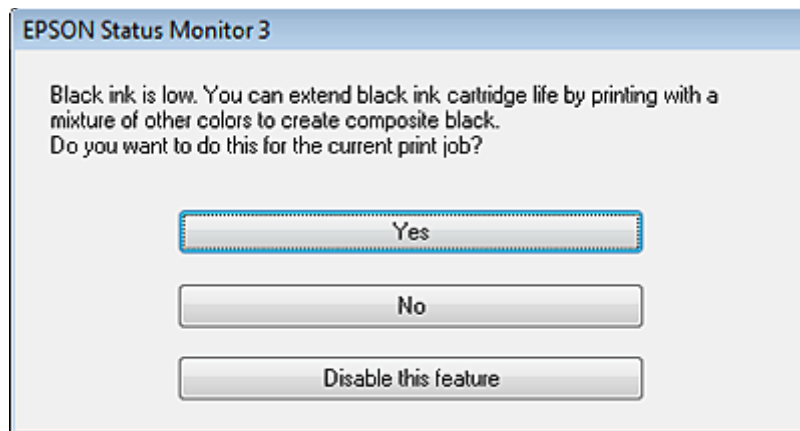 EPSON Status Monitor 3
Black ink is low. You can extend black ink cartridge life by printing with a
mixture of other colors to create composite black.
Do you want to do this for the current print job?
Yes
No
Disable this feature